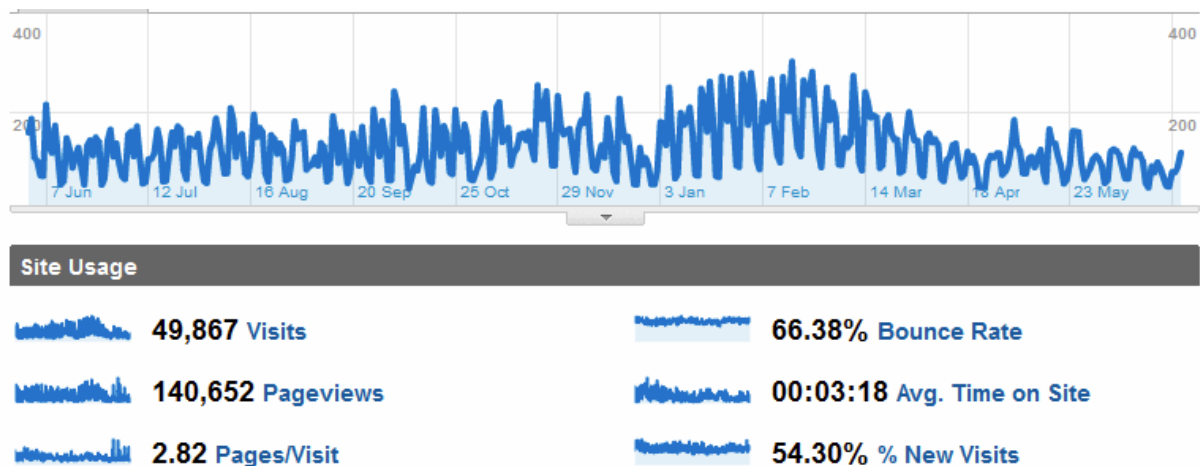 400 400
200 200
7 Jun 12 Jul 16 Aug 20 Sep 25 Oct 29 Nov 3 Jan 7 Feb 14 Mar 18 Apr 23 May
Site Usage
49,867 Visits 66.38% Bounce Rate
140,652 Pageviews 00:03:18 Avg. Time on Site
2.82 Pages/Visit 54.30% % New Visits